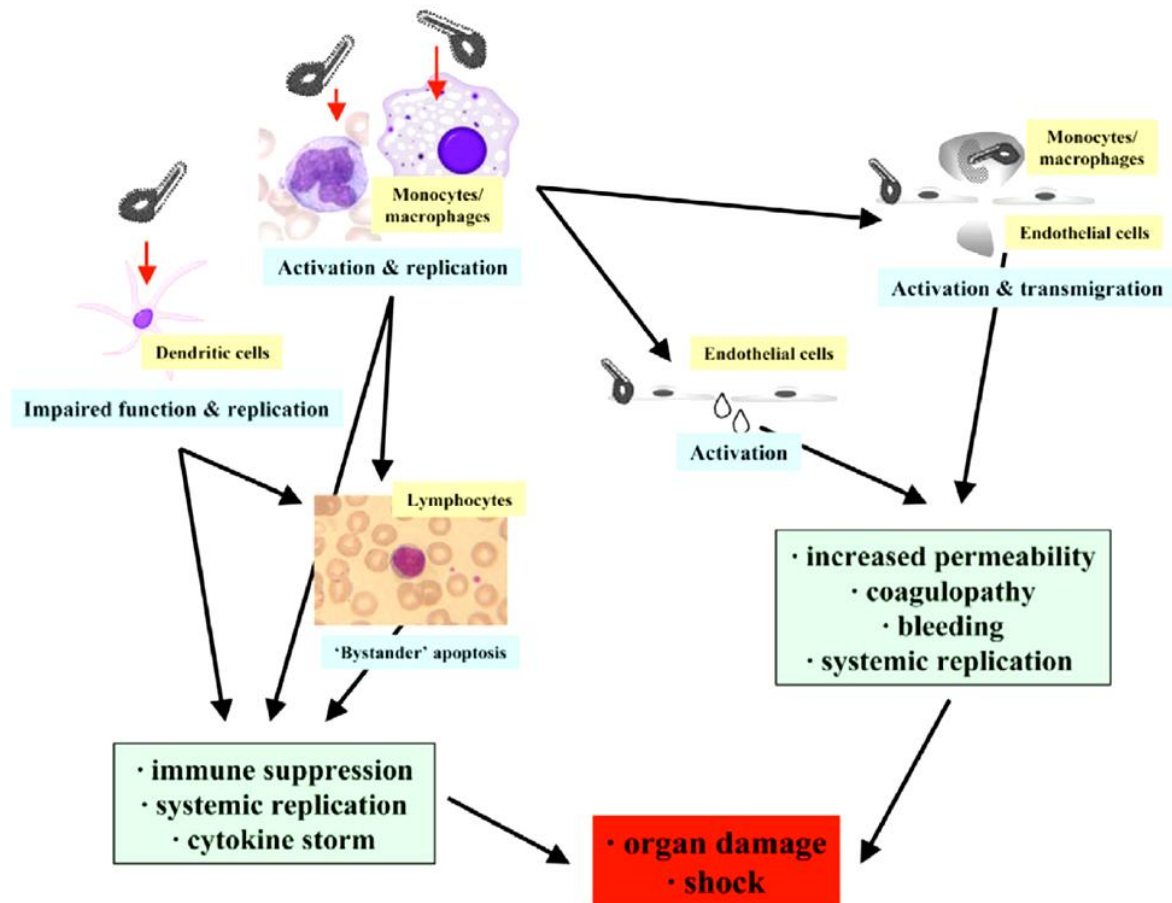 Monocytes/
macrophages
Activation & replication
Dendritic cells
Impaired function & replication
Lymphocytes
‘Bystander’ apoptosis
Monocytes/
macrophages
Endothelial cells
Activation & transmigration
Endothelial cells
Activation
· increased permeability
· coagulopathy
· bleeding
· systemic replication
· immune suppression
· systemic replication
· cytokine storm
· organ damage
· shock